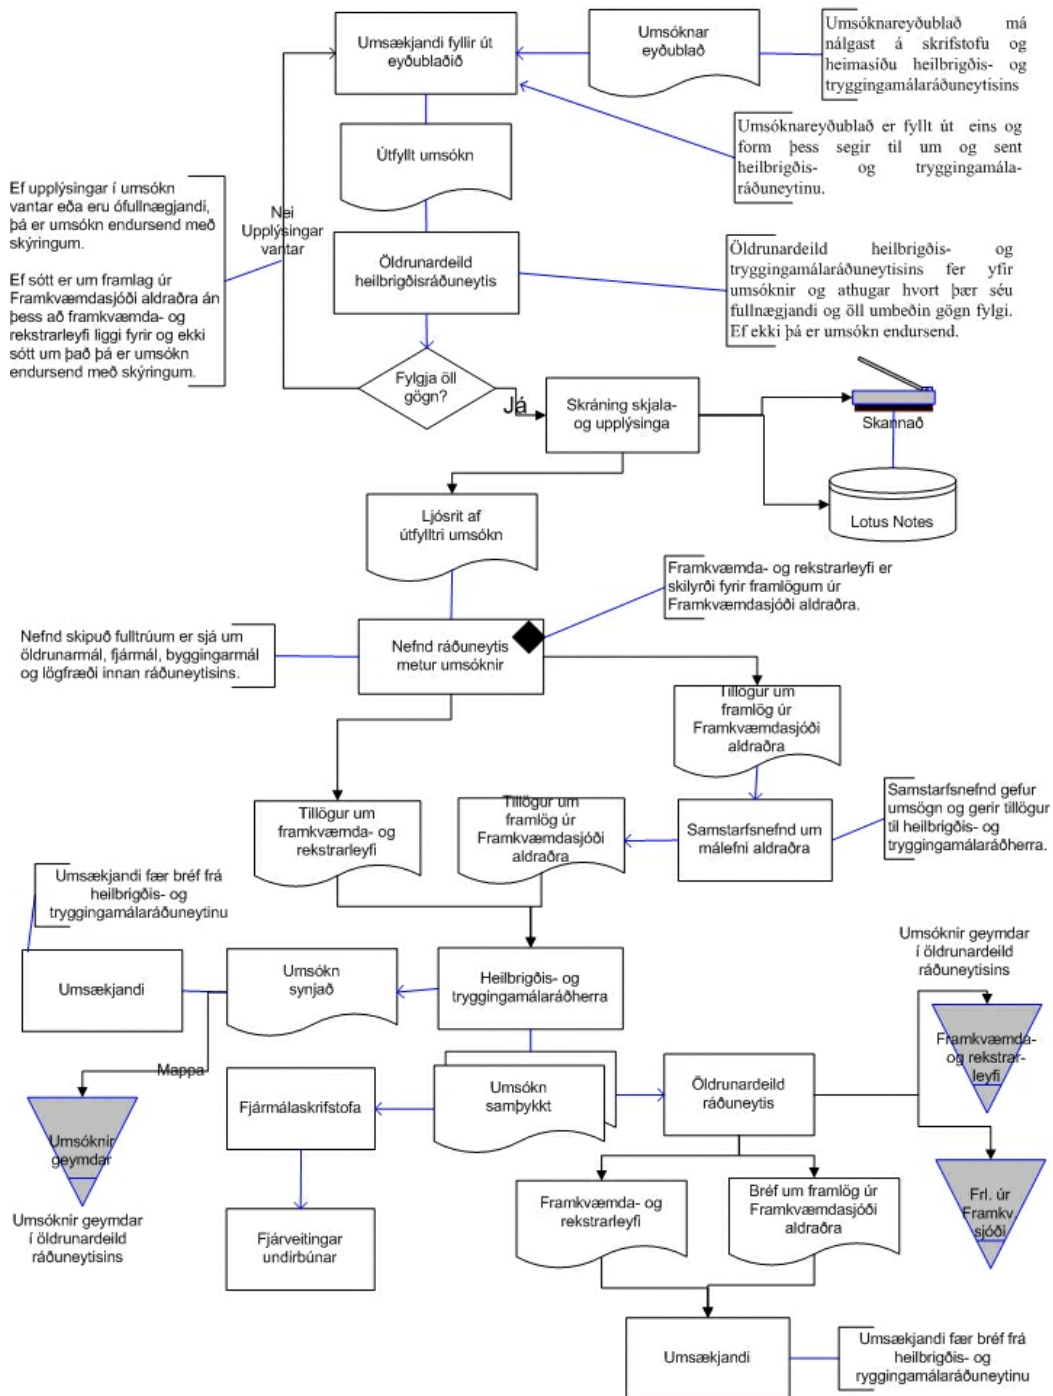 Umsækjandi fyllir út
eyðublaðið
Umsóknar
eyðublað
Umsóknareyðublað má
nálgast á skrifstofu og
heimasíðu heilbrigðis- og
tryggingamálaráðuneytisins
Umsóknareyðublað er fyllt út eins og
form þess segir til um og sent
heilbrigðis- og tryggingamála-
ráðuneytinu.
Útfyllt umsókn
Ef upplýsingar í umsókn
vantar eða eru ófullnægjandi,
þá er umsókn endursend með
skýringum.
Ef sótt er um framlag úr
Framkvæmdasjóði aldraðra án
þess að framkvæmda- og
rekstrarleyfi liggi fyrir og ekki
sótt um það þá er umsókn
endursend með skýringum.
Nei
Upplýsingar
vantar
Öldrunardeild
heilbrigðisráðuneytis
Öldrunardeild heilbrigðis- og
tryggingamálaráðuneytisins fer yfir
umsóknir og athugar hvort þær séu
fullnægjandi og öll umbeðin gögn fylgi.
Ef ekki þá er umsókn endursend.
Fylgja öll
gögn?
Já
Skráning skjala-
og upplýsinga
Skannað
Lotus Notes
Ljósrit af
útfylltri umsókn
Framkvæmda- og rekstrarleyfi er
skilyrði fyrir framlögum úr
Framkvæmdasjóði aldraðra.
Nefnd skipuð fulltrúum er sjá um
öldrunarmál, fjármál, byggingarmál
og lögfræði innan ráðuneytisins.
Nefnd ráðuneytis
metur umsóknir
Tillögur um
framlög úr
Framkvæmdasjóði
aldraðra
Tillögur um
framkvæmda- og
rekstrarleyfi
Tillögur um
framlög úr
Framkvæmdasjóði
aldraðra
Samstarfsnefnd um
málefni aldraðra
Samstarfsnefnd gefur
umsögn og gerir tillögur
til heilbrigðis- og
tryggingamálaráðherra.
Umsækjandi fær bréf frá
heilbrigðis- og
tryggingamálaráðuneytinu
Umsækjandi
Umsókn
synjað
Heilbrigðis- og
tryggingamálaráðherra
Umsóknir geymdar
í öldrunardeild
ráðuneytisins
Framkvæmda-
og rekstrar-
leyfi
Mappa
Umsóknir
geymdar
Umsóknir geymdar
í öldrunardeild
ráðuneytisins
Fjármálaskrifstofa
Umsókn
samþykkt
Öldrunardeild
ráðuneytis
Fjárveitingar
undirbúnar
Framkvæmda- og
rekstrarleyfi
Bréf um framlög úr
Framkvæmdasjóði
aldraðra
Frl. úr
Framkv.
sjóði
Umsækjandi
Umsækjandi fær bréf frá
heilbrigðis- og
ryggingamálaráðuneytinu